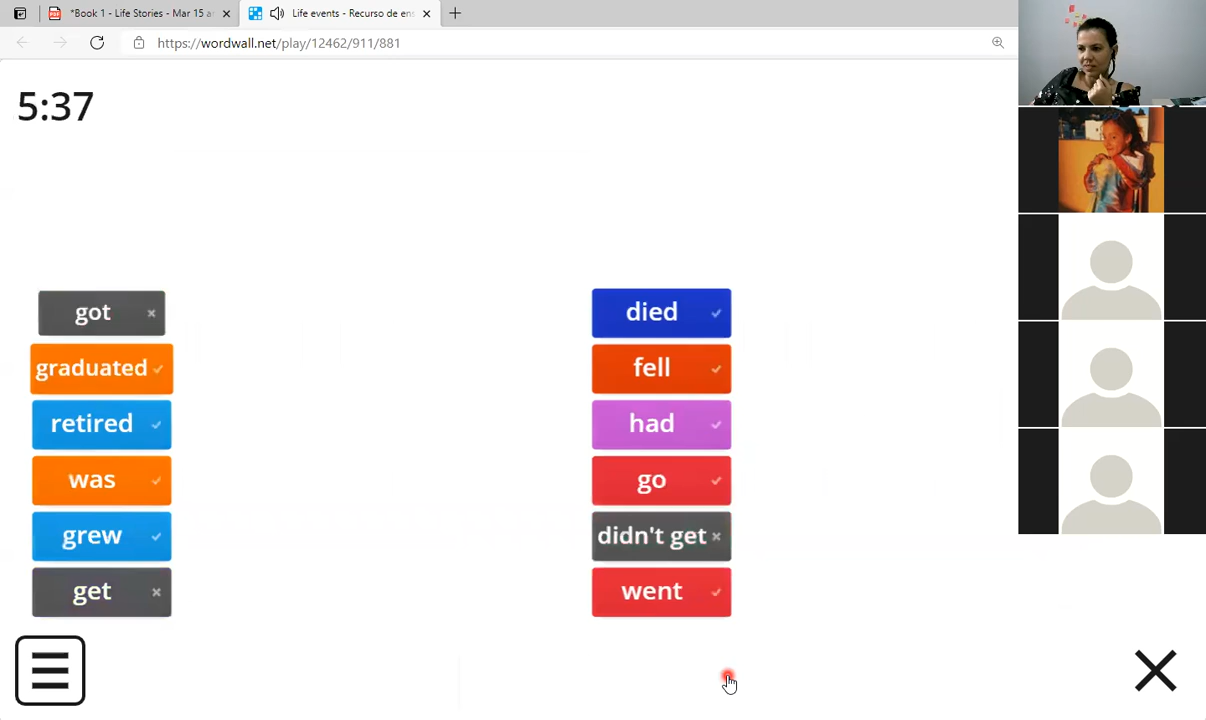 *Book 1 - Life Stories - Mar 15 a
Life events - Recurso de ens
https://wordwall.net/play/12462/911/881
5:37
got
graduated
retired
was
grew
get
died
fell
had
go
didn't get
went